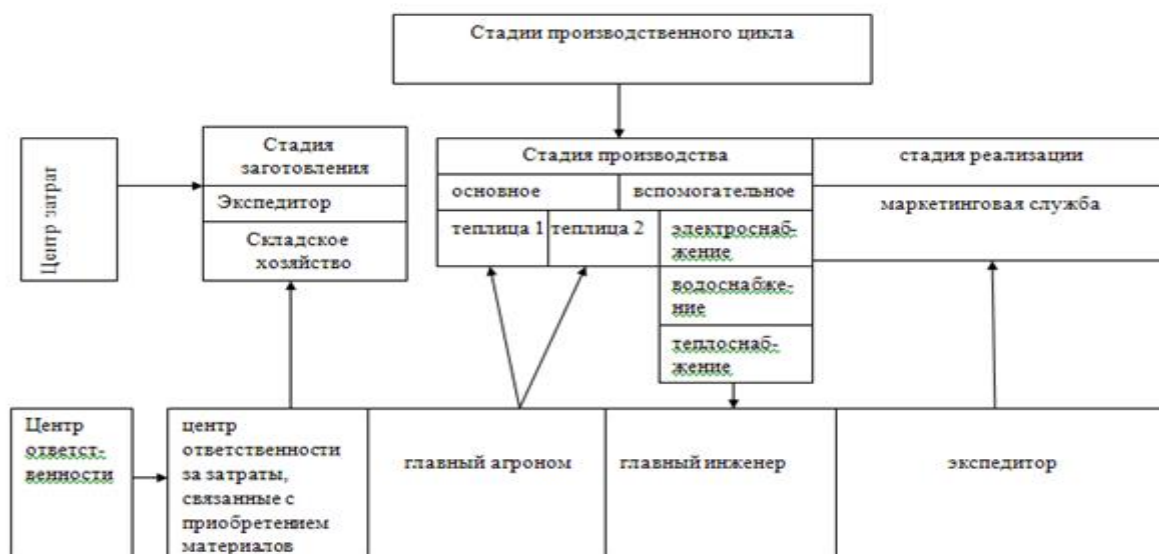 Стадии производственного цикла
Центр затрат
Стадия
заготовления
Экспедитор
Складское
хозяйство
Стадия производства
стадия реализации
основное
вспомогательное
маркетинговая служба
теплица 1
теплица 2
электроснаб-
жение
водоснабже-
ние
теплоснаб-
жение
Центр
ответст-
венности
центр
ответственности
за затраты,
связанные с
приобретением
материалов
главный агроном
главный инженер
экспедитор